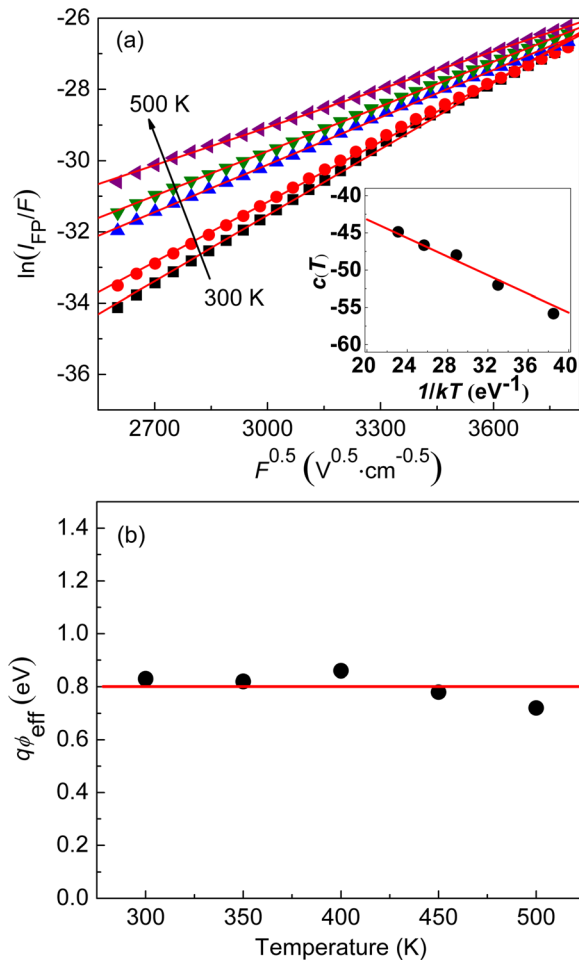 (a)
-26
-28
-30
-32
-34
-36
ln(I_FP/F)
500 K
300 K
-40
-45
-50
-55
-60
c(T)
20 24 28 32 36 40
1/kT (eV⁻¹)
2700 3000 3300 3600
F^0.5 (V^0.5·cm^-0.5)
(b)
1.4
1.2
1.0
0.8
0.6
0.4
0.2
0.0
qϕ_eff (eV)
300 350 400 450 500
Temperature (K)